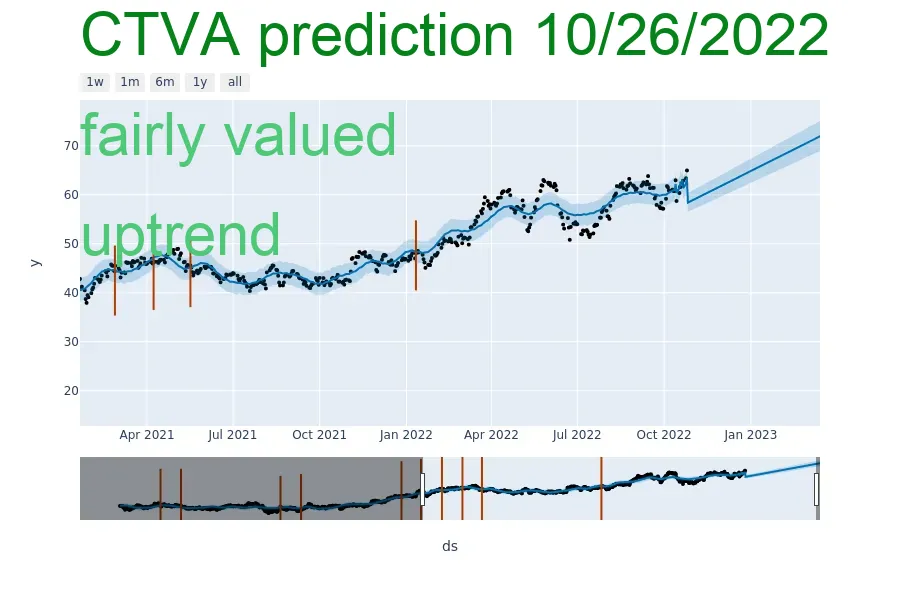 CTVA prediction 10/26/2022
1w 1m 6m 1y all
fairly valued
uptrend
70
60
50
40
30
20
y
Apr 2021 Jul 2021 Oct 2021 Jan 2022 Apr 2022 Jul 2022 Oct 2022 Jan 2023
ds